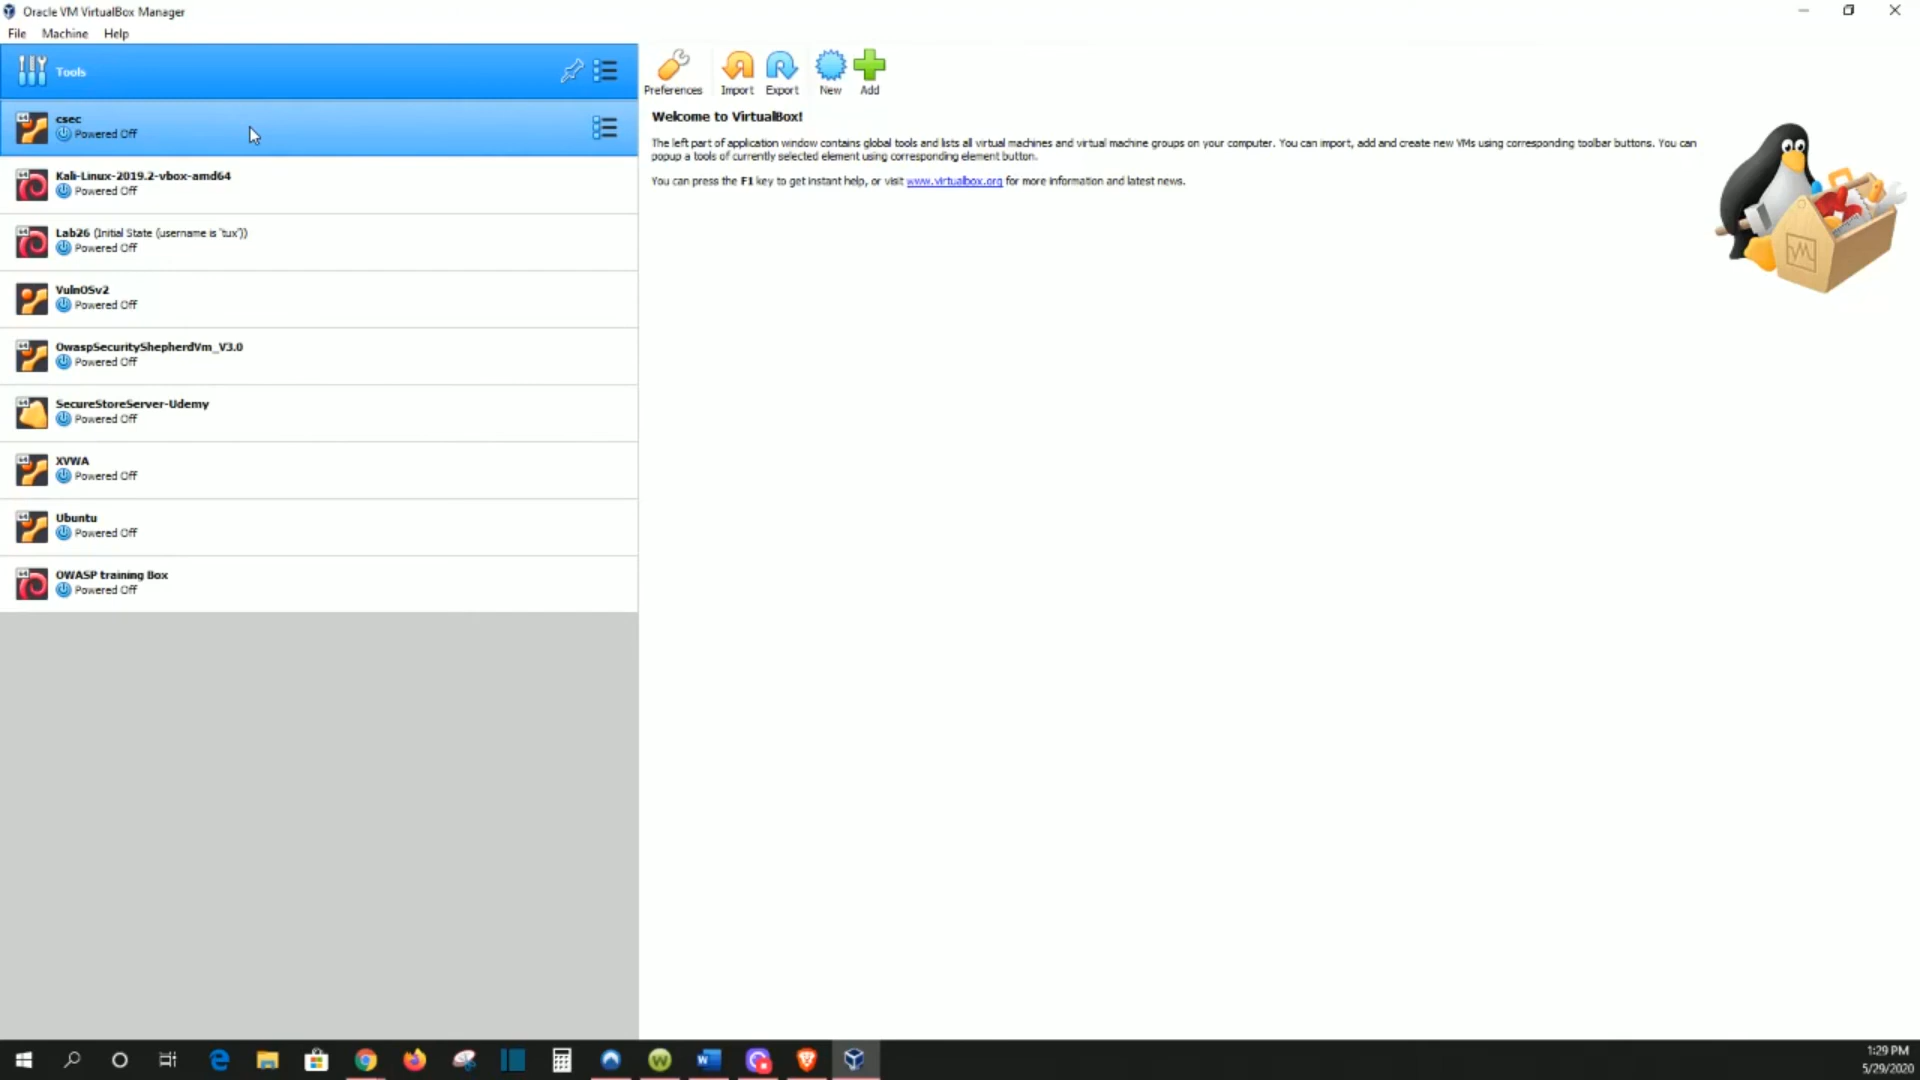 Oracle VM VirtualBox Manager
File Machine Help
Tools
csec
Powered Off
Kali-Linux-2019.2-vbox-amd64
Powered Off
Lab26 (Initial State (username is 'tux'))
Powered Off
VulnOSv2
Powered Off
OwaspSecurityShepherdVm_V3.0
Powered Off
SecureStoreServer-Udemy
Powered Off
XVWA
Powered Off
Ubuntu
Powered Off
OWASP training Box
Powered Off
Preferences Import Export New Add
Welcome to VirtualBox!
The left part of application window contains global tools and lists all virtual machines and virtual machine groups on your computer. You can import, add and create new VMs using corresponding toolbar buttons. You can
popup a tools of currently selected element using corresponding element button.
You can press the F1 key to get instant help, or visit www.virtualbox.org for more information and latest news.
1:29 PM
5/29/2020